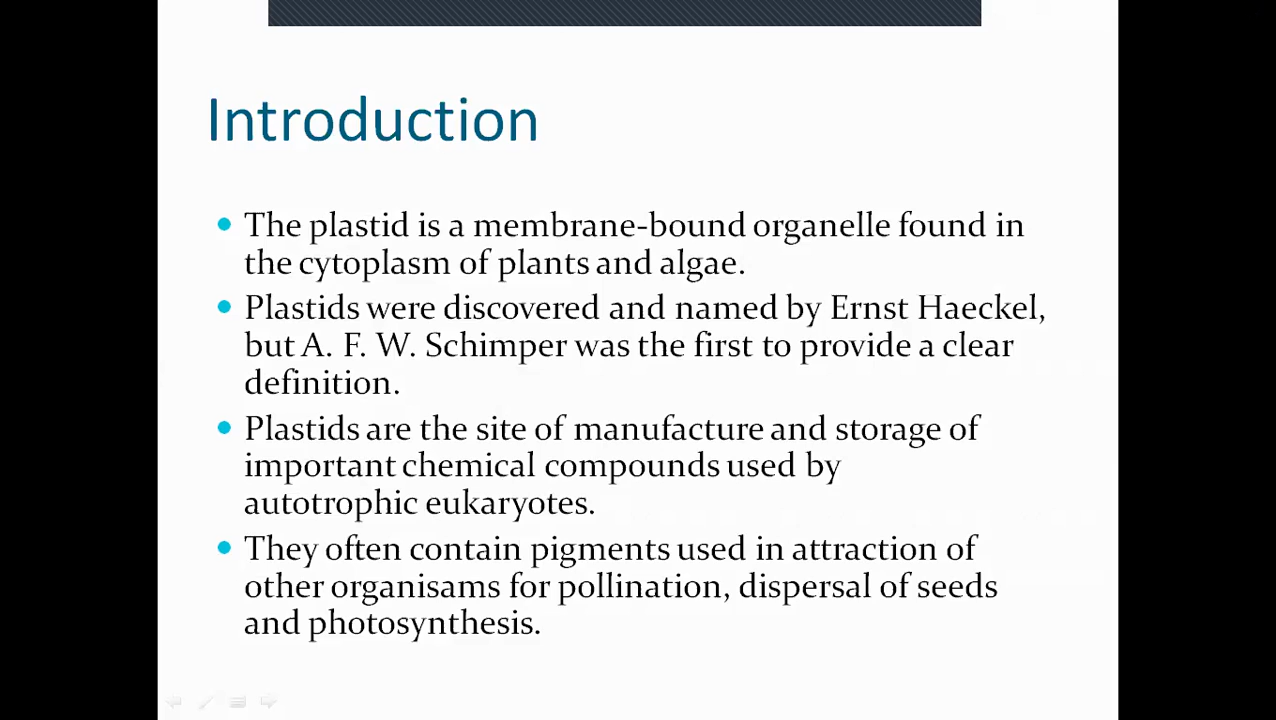 Introduction
The plastid is a membrane-bound organelle found in
the cytoplasm of plants and algae.
Plastids were discovered and named by Ernst Haeckel,
but A. F. W. Schimper was the first to provide a clear
definition.
Plastids are the site of manufacture and storage of
important chemical compounds used by
autotrophic eukaryotes.
They often contain pigments used in attraction of
other organisams for pollination, dispersal of seeds
and photosynthesis.